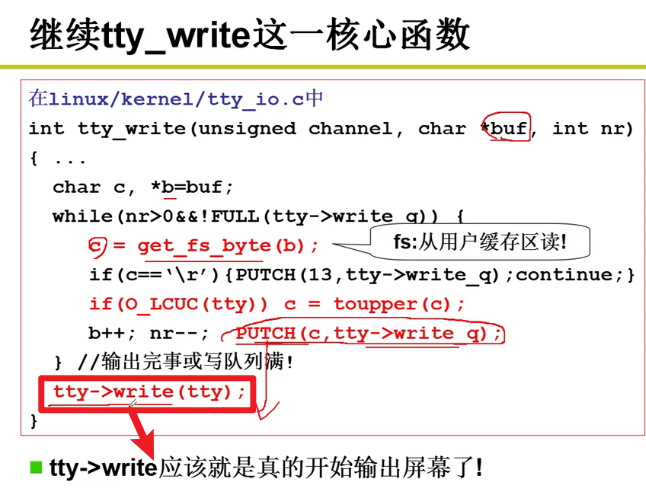 继续tty_write这一核心函数
在linux/kernel/tty_io.c中
int tty_write(unsigned channel, char *buf, int nr)
{ ...
char c, *b=buf;
while(nr>0&&!FULL(tty->write_q)) {
c = get_fs_byte(b);
fs:从用户缓存区读!
if(c==‘\r’){PUTCH(13,tty->write_q);continue;}
if(O_LCUC(tty)) c = toupper(c);
b++; nr--; PUTCH(c,tty->write_q);
} //输出完事或写队列满!
tty->write(tty);
}
tty->write应该就是真的开始输出屏幕了!